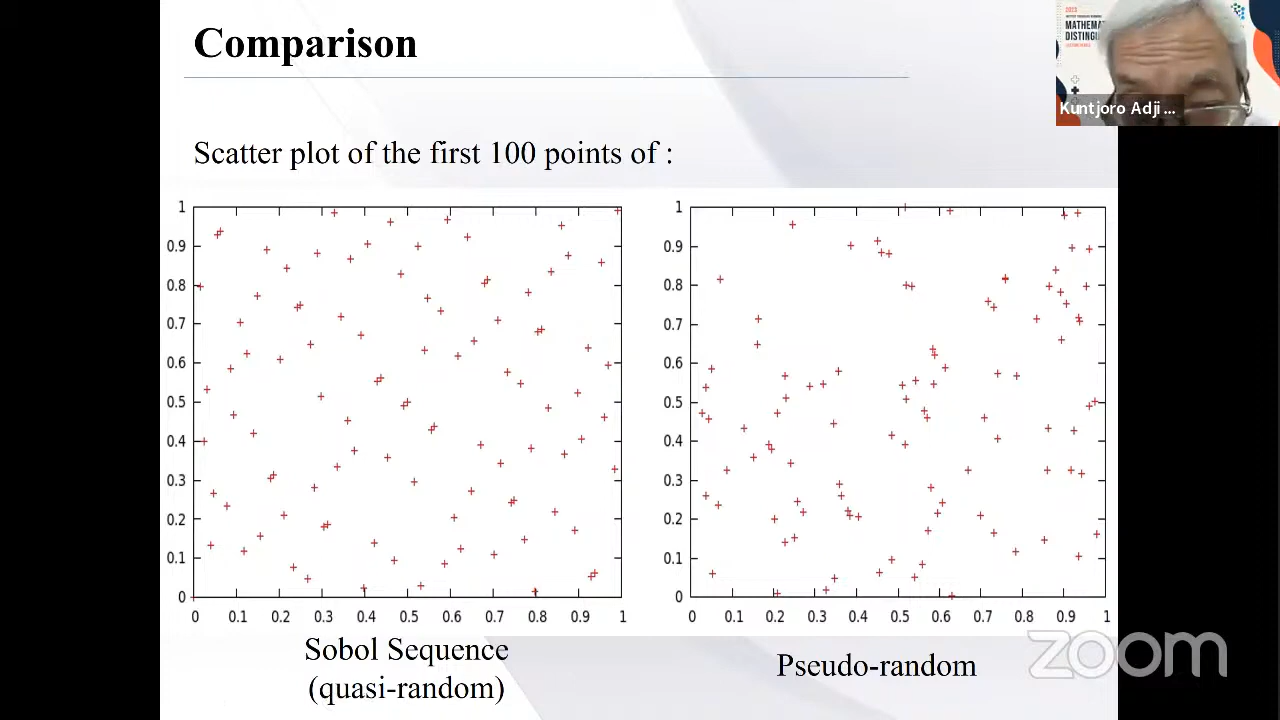 Comparison
2023
MATHEMA
DISTING
LECTURE SERIES
Kuntjoro Adji ...
Scatter plot of the first 100 points of :
1
0.9
0.8
0.7
0.6
0.5
0.4
0.3
0.2
0.1
0
0 0.1 0.2 0.3 0.4 0.5 0.6 0.7 0.8 0.9 1
1
0.9
0.8
0.7
0.6
0.5
0.4
0.3
0.2
0.1
0
0 0.1 0.2 0.3 0.4 0.5 0.6 0.7 0.8 0.9 1
Sobol Sequence
(quasi-random)
Pseudo-random
zoom